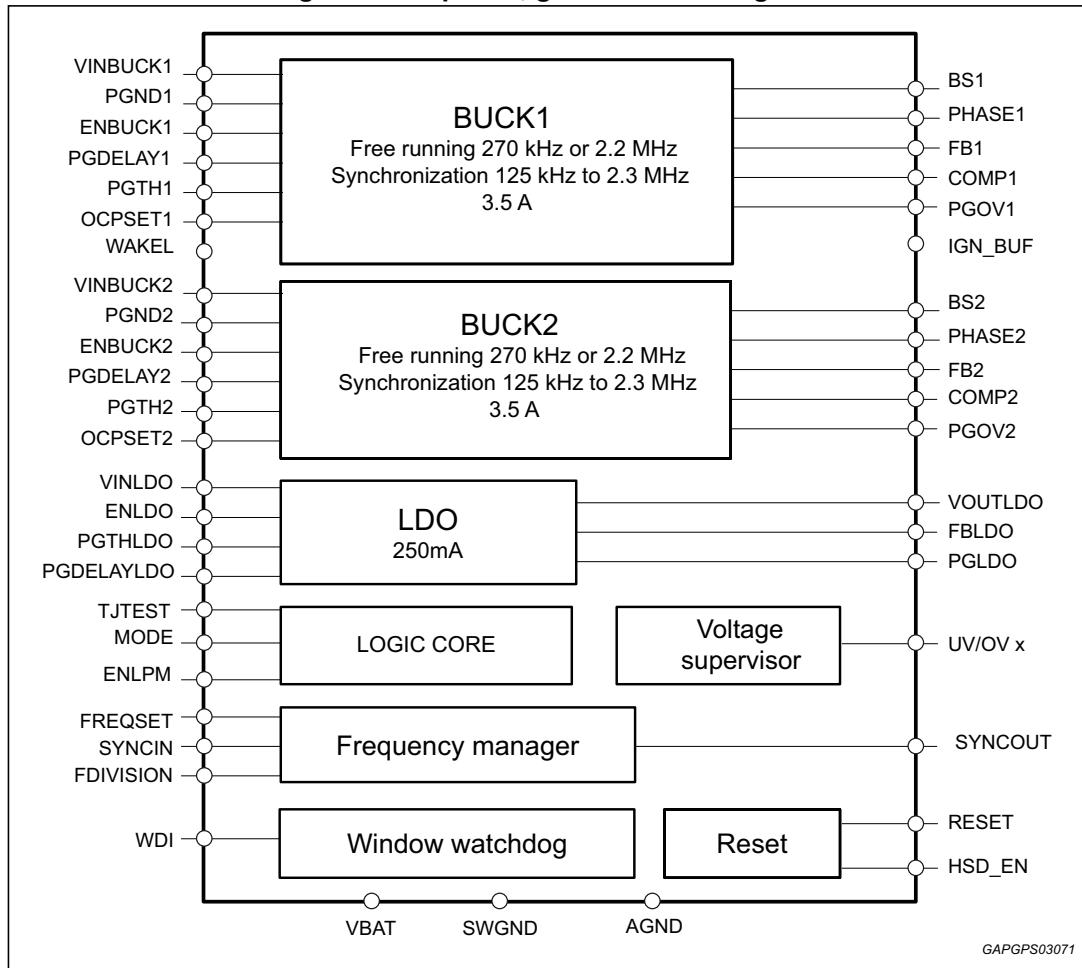 VINBUCK1
PGND1
ENBUCK1
PGDELAY1
PGTH1
OCPSET1
WAKEL
BUCK1
Free running 270 kHz or 2.2 MHz
Synchronization 125 kHz to 2.3 MHz
3.5 A
BS1
PHASE1
FB1
COMP1
PGOV1
IGN_BUF
VINBUCK2
PGND2
ENBUCK2
PGDELAY2
PGTH2
OCPSET2
BUCK2
Free running 270 kHz or 2.2 MHz
Synchronization 125 kHz to 2.3 MHz
3.5 A
BS2
PHASE2
FB2
COMP2
PGOV2
VINLDO
ENLDO
PGTHLDO
PGDELAYLDO
LDO
250mA
VOUTLDO
FBLDO
PGLDO
TJTEST
MODE
ENLPM
LOGIC CORE
Voltage
supervisor
UV/OV x
FREQSET
SYNCIN
FDIVISION
Frequency manager
SYNCOUT
WDI
Window watchdog
Reset
RESET
HSD_EN
VBAT
SWGND
AGND
GAPGPS03071